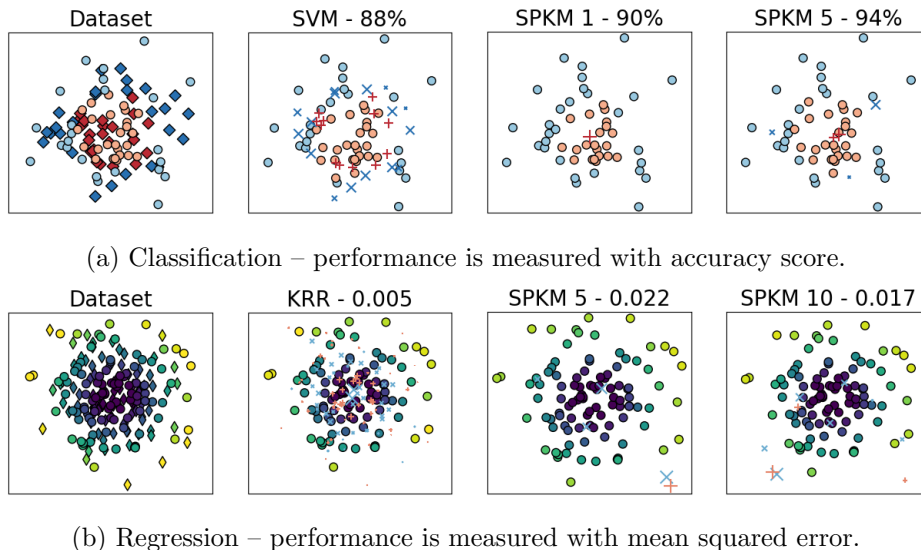 Dataset SVM - 88% SPKM 1 - 90% SPKM 5 - 94%
(a) Classification – performance is measured with accuracy score.
Dataset KRR - 0.005 SPKM 5 - 0.022 SPKM 10 - 0.017
(b) Regression – performance is measured with mean squared error.